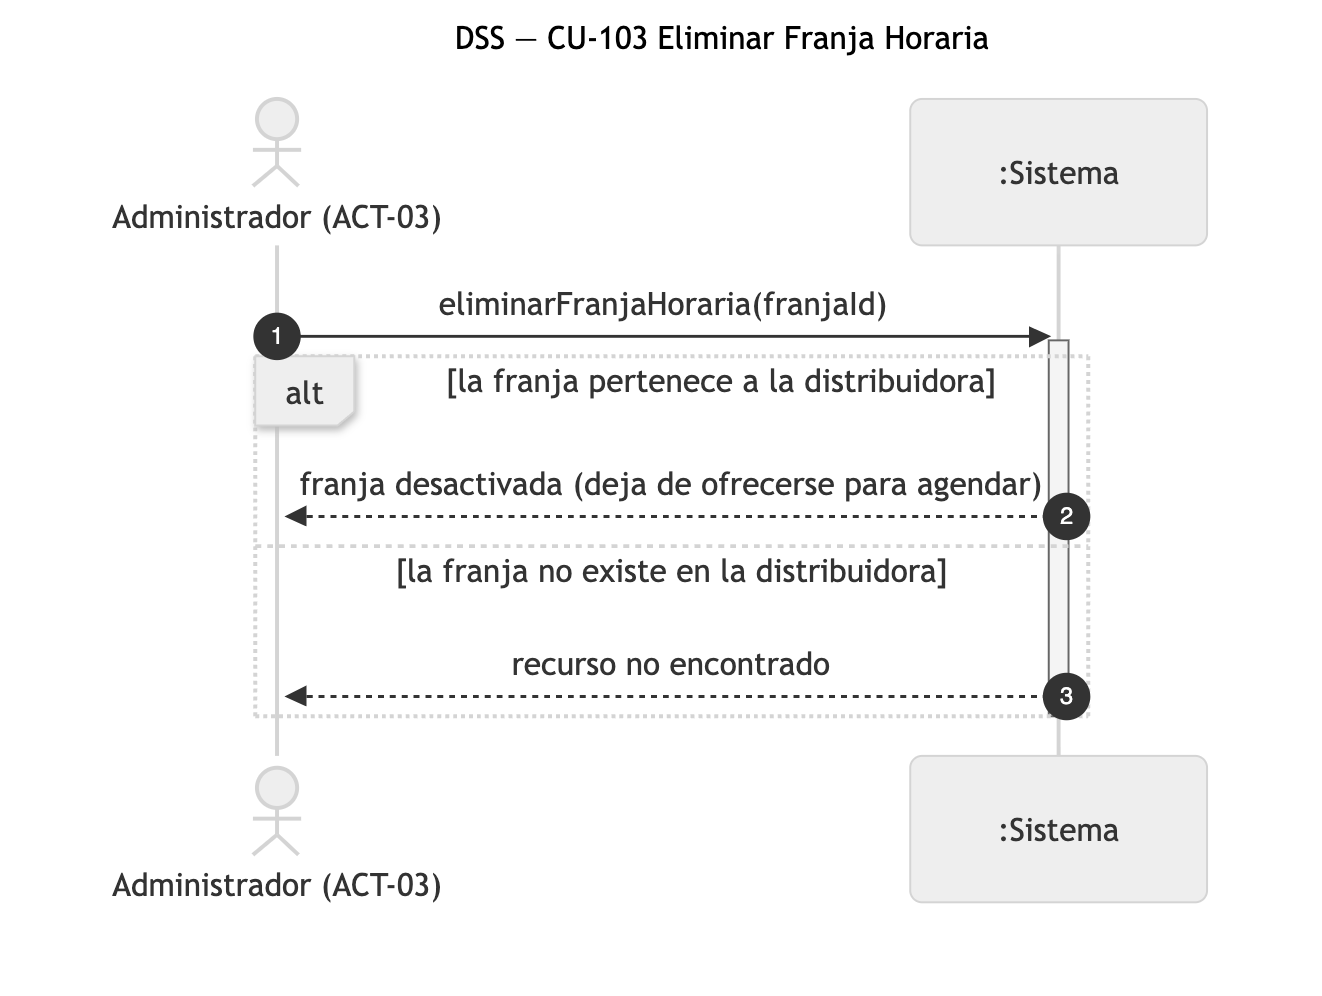 DSS — CU-103 Eliminar Franja Horaria
Administrador (ACT-03)
:Sistema
eliminarFranjaHoraria(franjaId)
1
alt
[la franja pertenece a la distribuidora]
franja desactivada (deja de ofrecerse para agendar)
2
[la franja no existe en la distribuidora]
recurso no encontrado
3
Administrador (ACT-03)
:Sistema